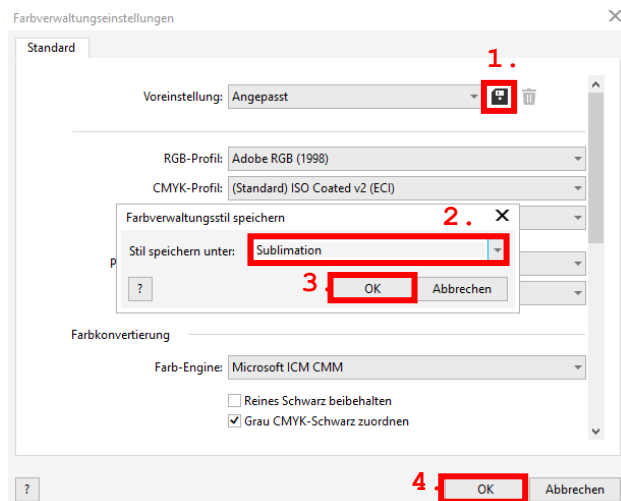 Farbverwaltungseinstellungen
Standard
1.
Voreinstellung: Angepasst
RGB-Profil: Adobe RGB (1998)
CMYK-Profil: (Standard) ISO Coated v2 (ECI)
Farbverwaltungsstil speichern
2.
Stil speichern unter: Sublimation
P
3.
? OK Abbrechen
Farbkonvertierung
Farb-Engine: Microsoft ICM CMM
Reines Schwarz beibehalten
Grau CMYK-Schwarz zuordnen
4.
? OK Abbrechen